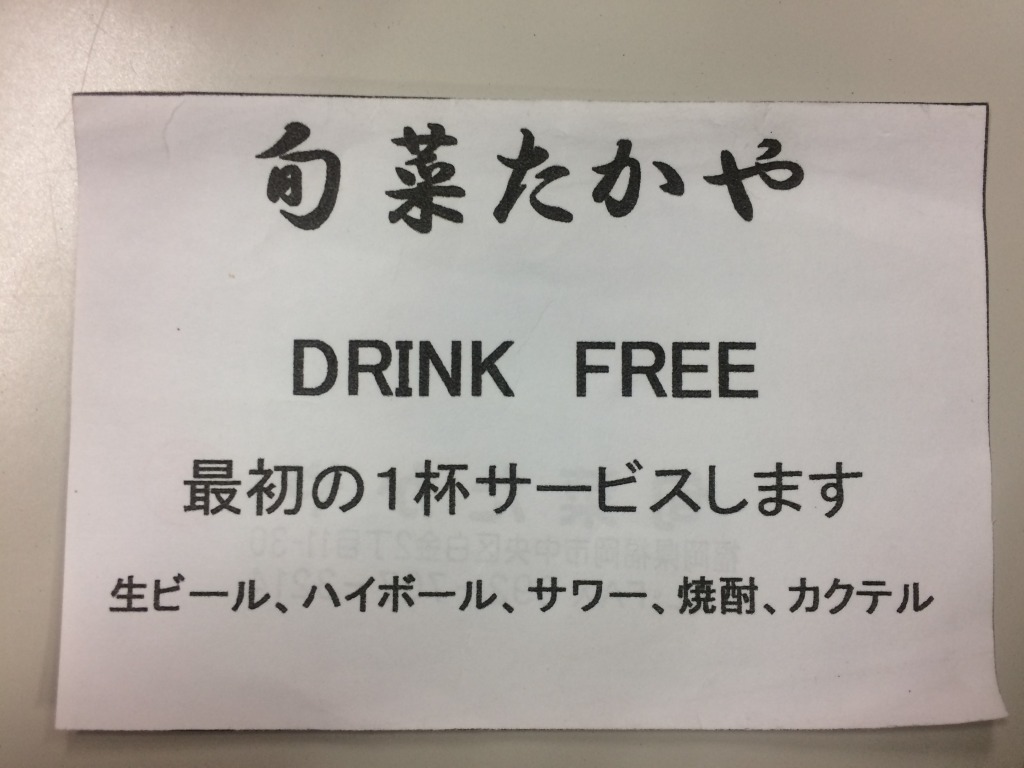 旬菜たかや
DRINK　FREE
最初の１杯サービスします
生ビール、ハイボール、サワー、焼酎、カクテル